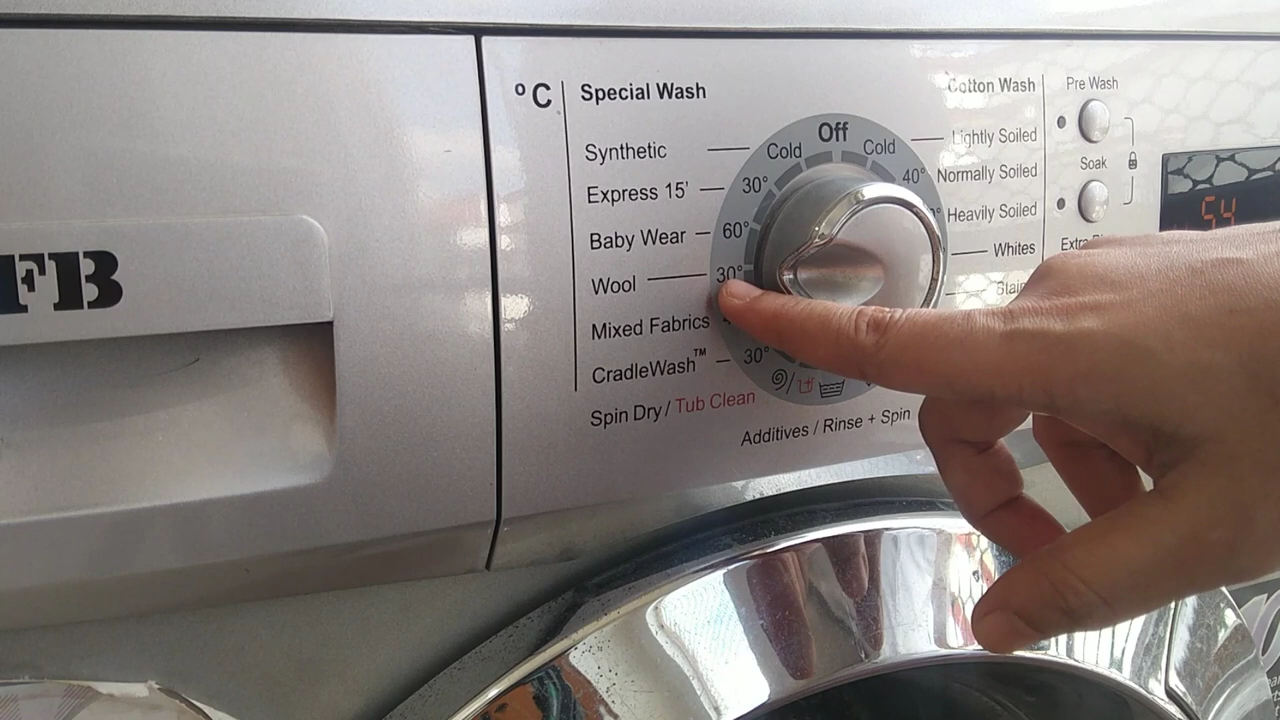 FB
°C
Special Wash
Synthetic
Express 15'
Baby Wear
Wool
Mixed Fabrics
CradleWash™
Spin Dry / Tub Clean
Additives / Rinse + Spin
Off
Cold
30°
60°
30°
30°
Cold
40°
Cotton Wash
Lightly Soiled
Normally Soiled
Heavily Soiled
Whites
Pre Wash
Soak
Extra
54